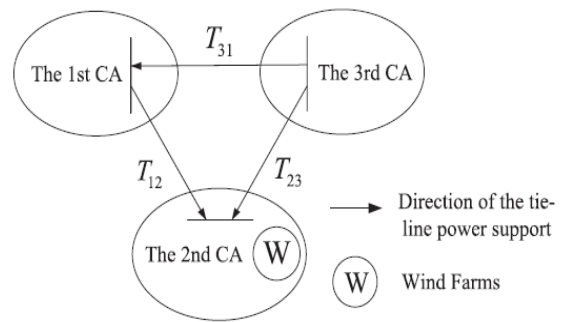 T31
The 1st CA
The 3rd CA
T12
T23
Direction of the tie-
line power support
The 2nd CA
W
W
Wind Farms